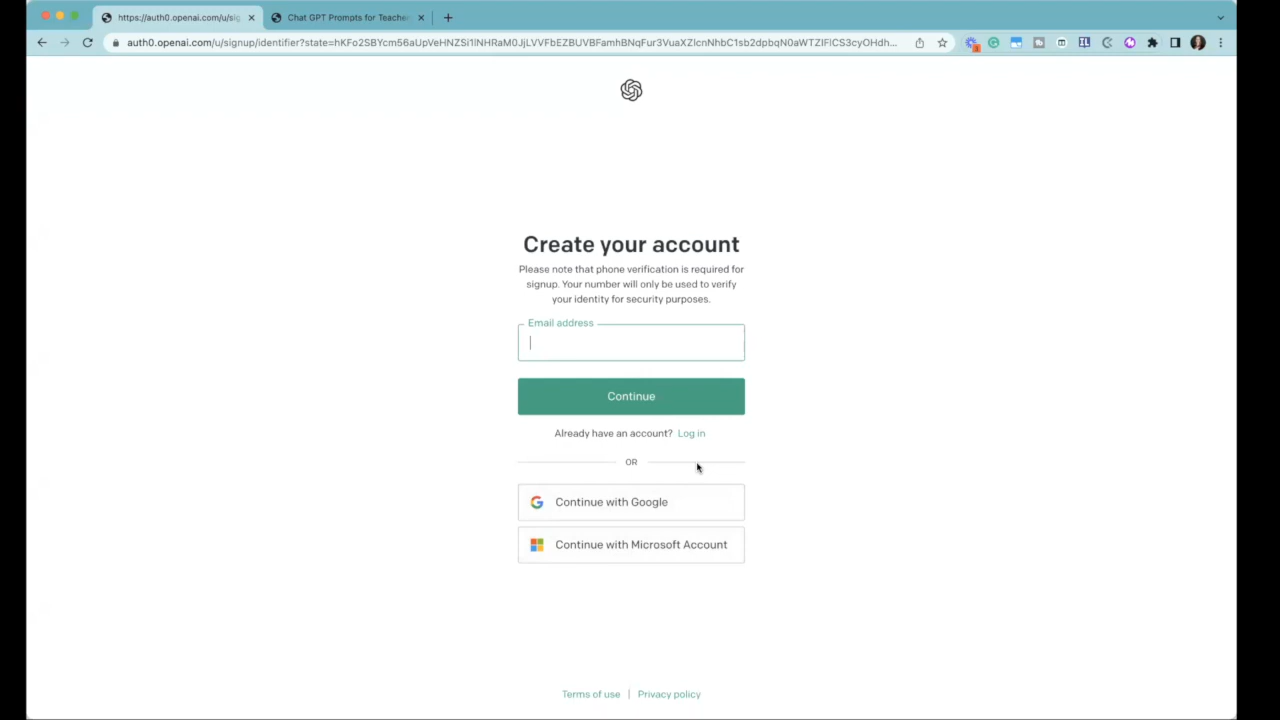 https://auth0.openai.com/u/sig
Chat GPT Prompts for Teache
Create your account
Please note that phone verification is required for
signup. Your number will only be used to verify
your identity for security purposes.
Email address
Continue
Already have an account? Log in
OR
Continue with Google
Continue with Microsoft Account
Terms of use | Privacy policy